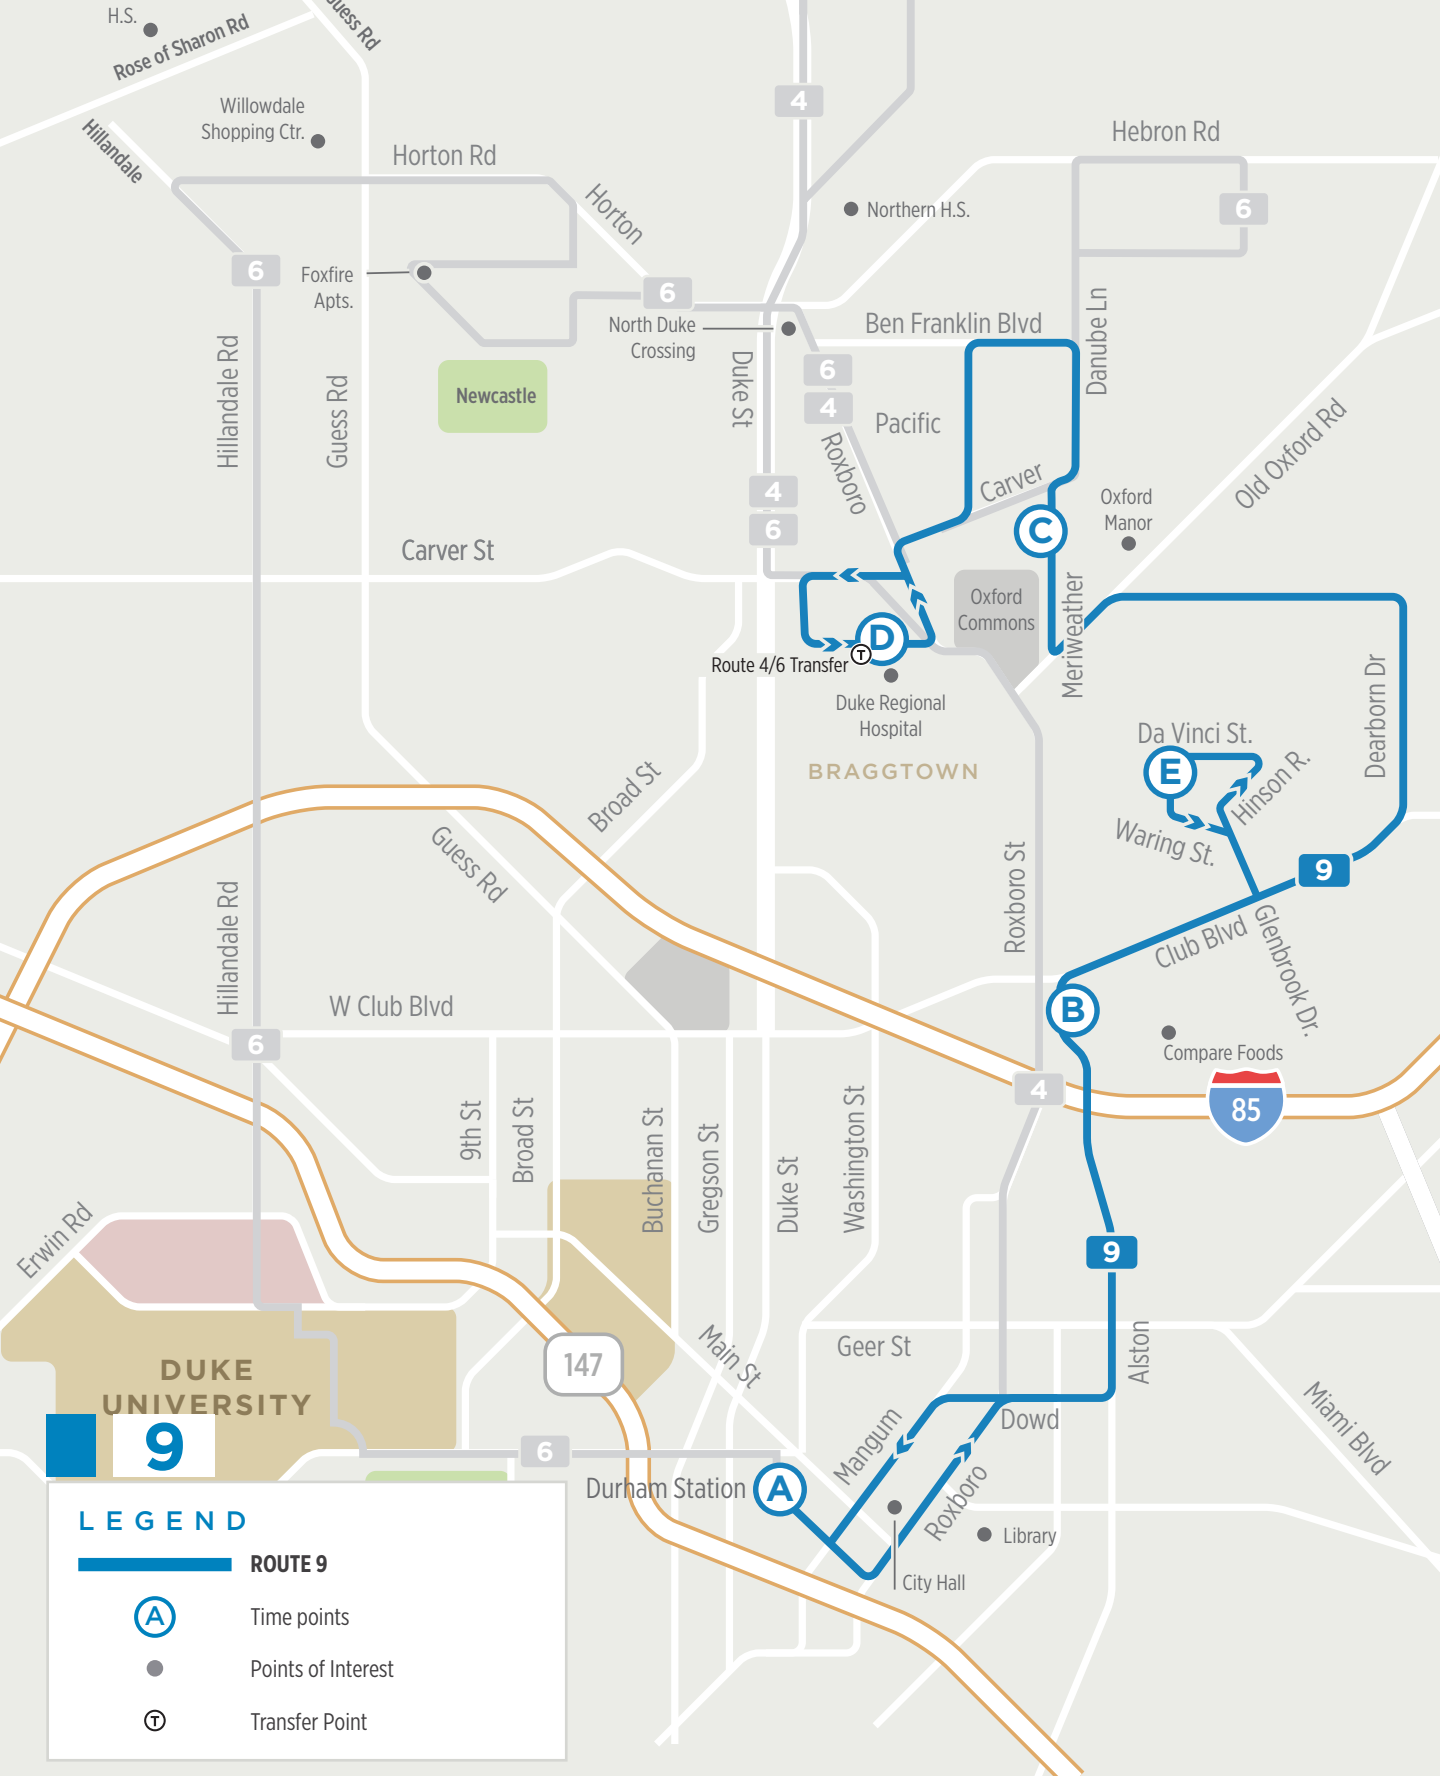 H.S.
Rose of Sharon Rd
Guess Rd
4
Willowdale
Shopping Ctr.
Hillandale
Horton Rd
Hebron Rd
Horton
Northern H.S.
6
6
Foxfire
Apts.
6
North Duke
Crossing
Ben Franklin Blvd
Danube Ln
Hillandale Rd
Guess Rd
Newcastle
Duke St
6
4
Pacific
Roxboro
Carver
Old Oxford Rd
4
6
C
Oxford
Manor
Carver St
Oxford
Commons
Meriweather
D
T
Route 4/6 Transfer
Duke Regional
Hospital
BRAGGTOWN
Dearborn Dr
Da Vinci St.
E
Hinson R.
Waring St.
Broad St
Guess Rd
Roxboro St
9
Hillandale Rd
Club Blvd
Glenbrook Dr.
W Club Blvd
B
6
Compare Foods
4
85
9th St
Broad St
Buchanan St
Gregson St
Duke St
Washington St
Erwin Rd
9
Geer St
Alston
Main St
147
DUKE
UNIVERSITY
9
Mangum
Dowd
Miami Blvd
6
Durham Station
A
Roxboro
Library
City Hall
LEGEND
ROUTE 9
A
Time points
Points of Interest
T
Transfer Point